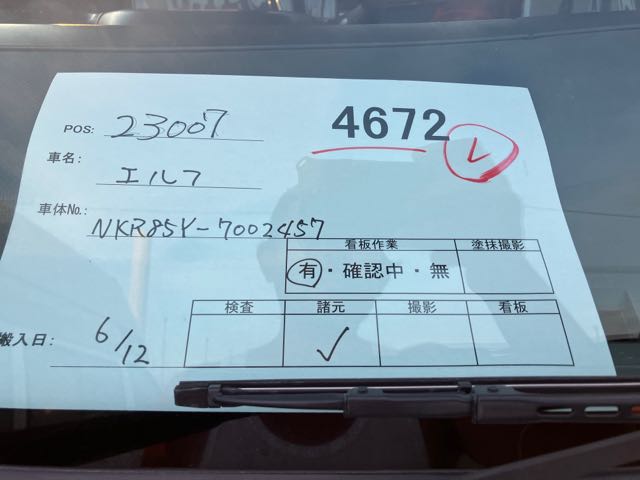 POS: 23007
4672
レ
車名: エルフ
車体No.: NKR85Y-7002457
看板作業 塗抹撮影
有・確認中・無
検査 諸元 撮影 看板
搬入日: 6/12 ✓